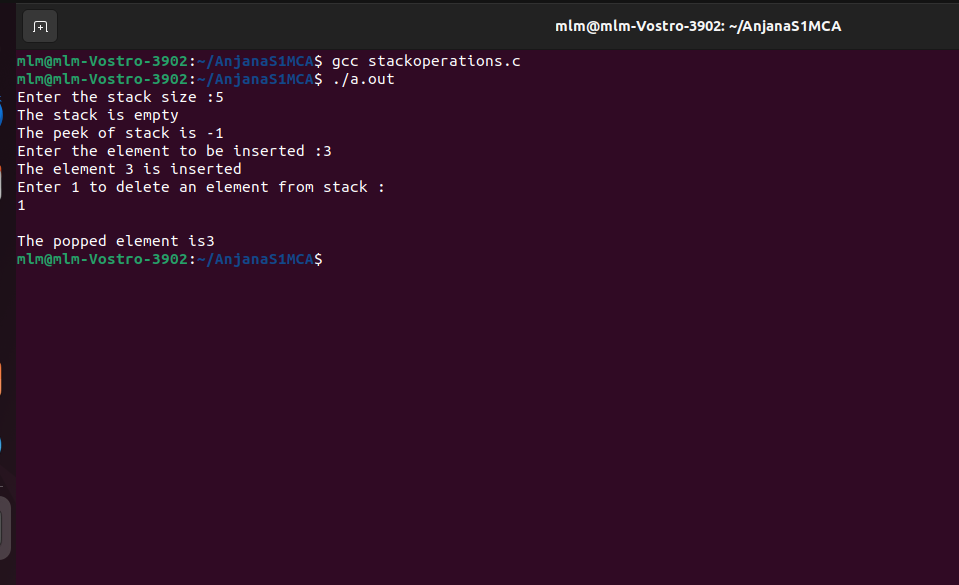 mlm@mlm-Vostro-3902: ~/AnjanaS1MCA
mlm@mlm-Vostro-3902:~/AnjanaS1MCA$ gcc stackoperations.c
mlm@mlm-Vostro-3902:~/AnjanaS1MCA$ ./a.out
Enter the stack size :5
The stack is empty
The peek of stack is -1
Enter the element to be inserted :3
The element 3 is inserted
Enter 1 to delete an element from stack :
1
The popped element is3
mlm@mlm-Vostro-3902:~/AnjanaS1MCA$